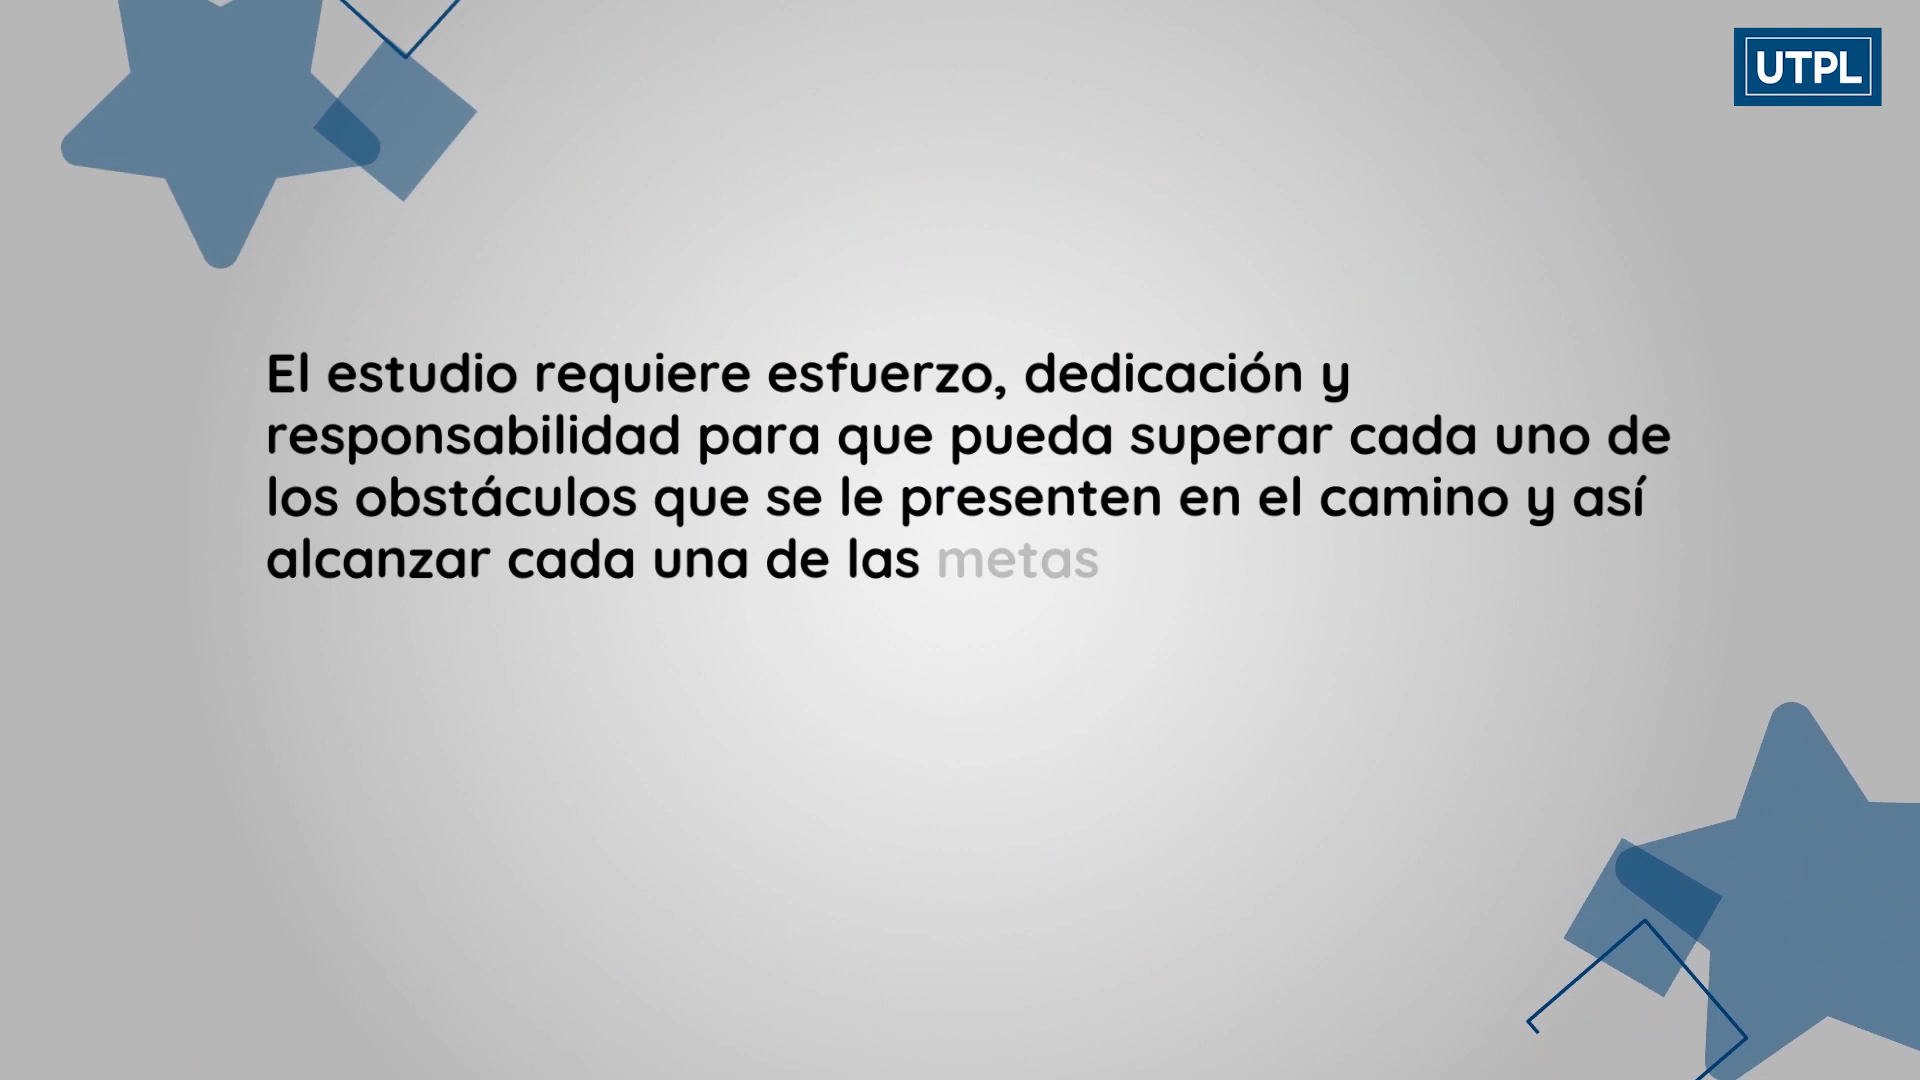 UTPL
El estudio requiere esfuerzo, dedicación y
responsabilidad para que pueda superar cada uno de
los obstáculos que se le presenten en el camino y así
alcanzar cada una de las metas